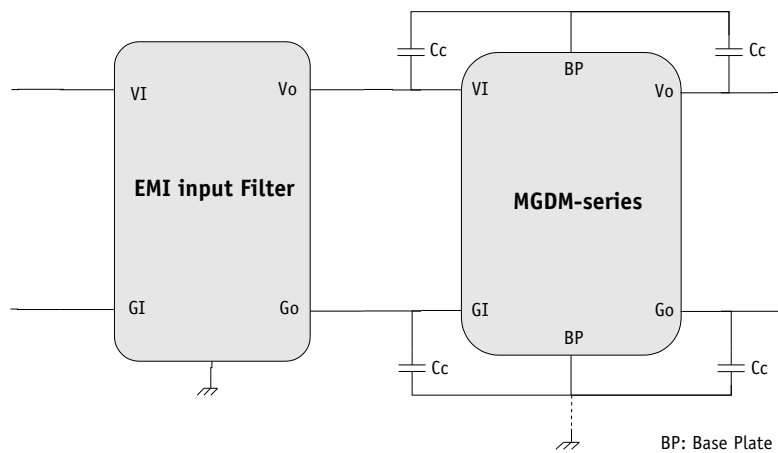 Cc
Cc
BP
VI
Vo
VI
Vo
EMI input Filter
MGDM-series
GI
Go
GI
Go
BP
Cc
Cc
BP: Base Plate